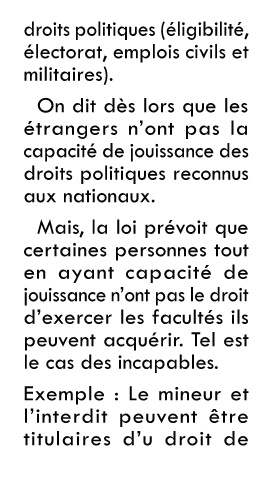 droits politiques (éligibilité,
électorat, emplois civils et
militaires).
On dit dès lors que les
étrangers n'ont pas la
capacité de jouissance des
droits politiques reconnus
aux nationaux.
Mais, la loi prévoit que
certaines personnes tout
en ayant capacité de
jouissance n'ont pas le droit
d'exercer les facultés ils
peuvent acquérir. Tel est
le cas des incapables.
Exemple : Le mineur et
l'interdit peuvent être
titulaires d'u droit de